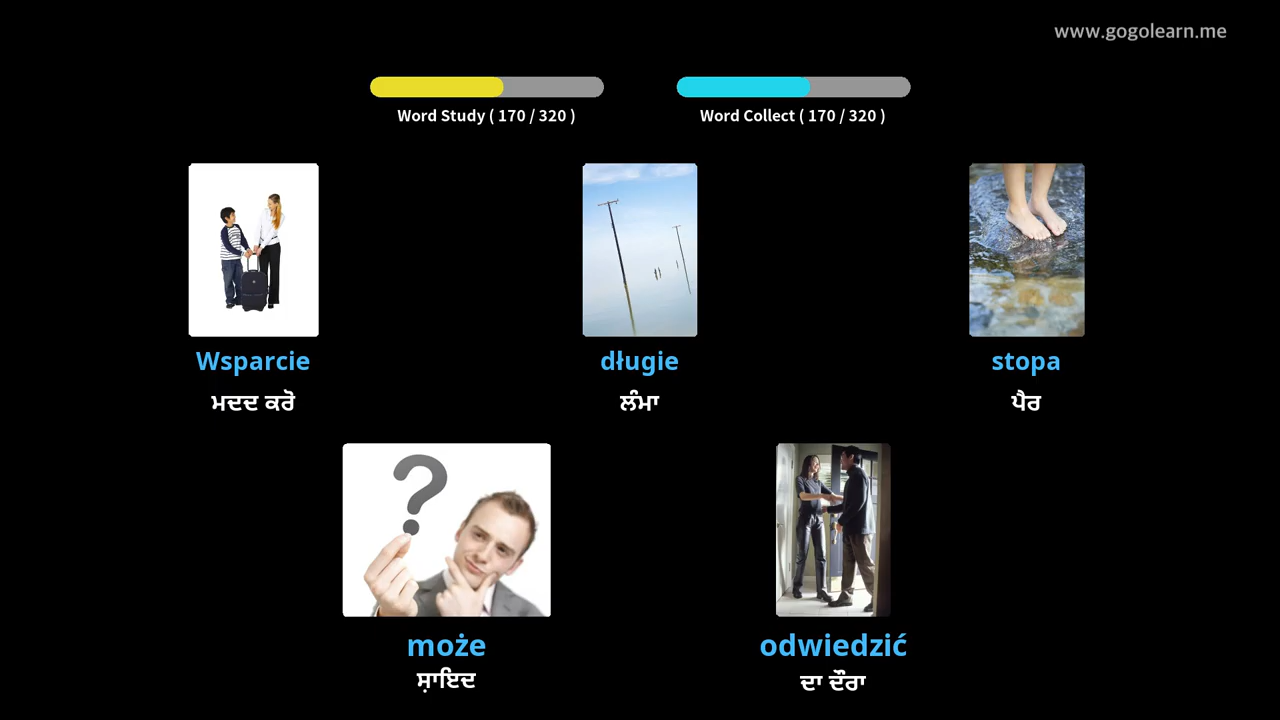 www.gogolearn.me
Word Study ( 170 / 320 )
Word Collect ( 170 / 320 )
Wsparcie
długie
stopa
ਮਦਦ ਕਰੋ
ਲੰਮਾ
ਪੈਰ
może
odwiedzić
ਸ਼ਾਇਦ
ਦਾ ਦੌਰਾ